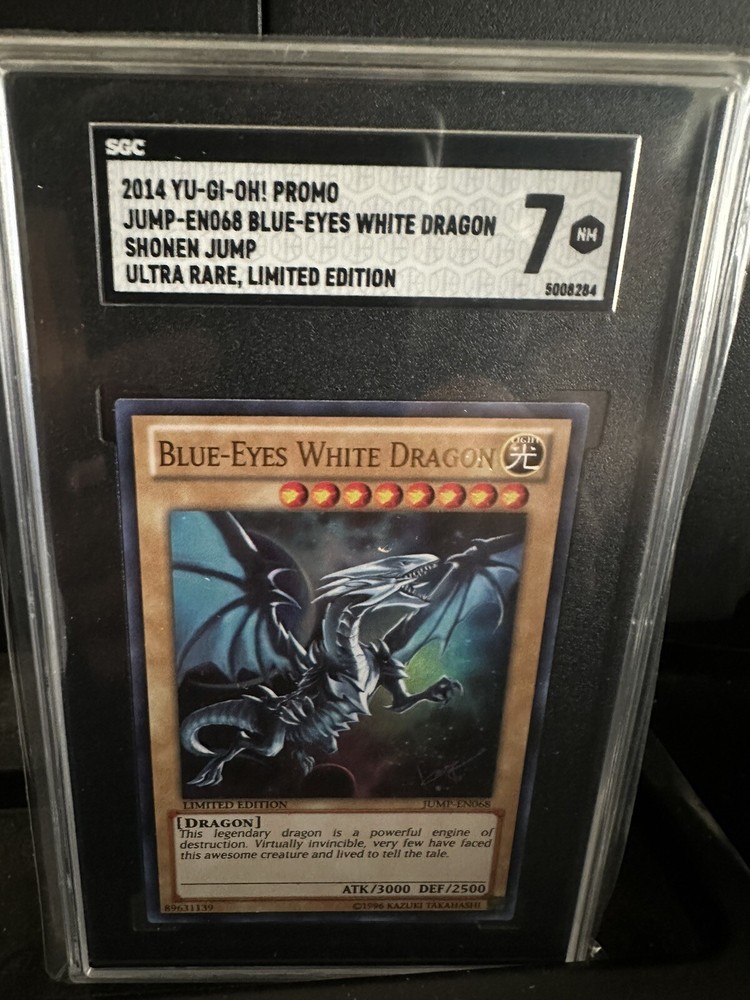 SGC
2014 YU-GI-OH! PROMO
JUMP-EN068 BLUE-EYES WHITE DRAGON
SHONEN JUMP
ULTRA RARE, LIMITED EDITION
7
NM
5008284
BLUE-EYES WHITE DRAGON
LIGHT
光
LIMITED EDITION
JUMP-EN068
[DRAGON]
This legendary dragon is a powerful engine of
destruction. Virtually invincible, very few have faced
this awesome creature and lived to tell the tale.
ATK/3000 DEF/2500
89631139
©1996 KAZUKI TAKAHASHI